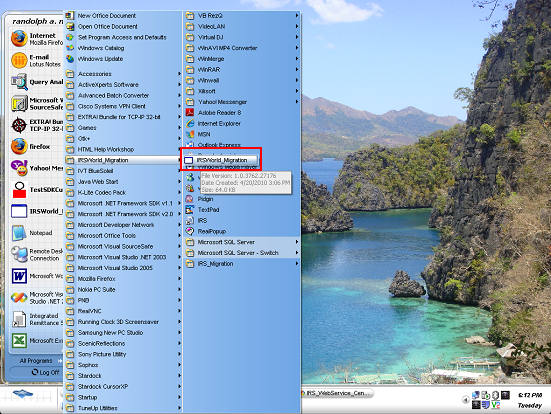 randolph a. r
Internet
Mozilla Firefox
E-mail
Lotus Notes
Query Analy
Microsoft V
SourceSafe
EXTRA! Bun
TCP-IP 32-b
firefox
Yahoo! Mes
TestSDKCu
IRSWorld_M
Notepad
Remote Desk
Connection
Microsoft Wo
Microsoft Vis
Studio .NET 2
Integrated
Remittance S
Microsoft Ex
All Programs
Log Off
New Office Document
Open Office Document
Set Program Access and Defaults
Windows Catalog
Windows Update
Accessories
ActiveXperts Software
Advanced Batch Converter
Cisco Systems VPN Client
EXTRA! Bundle for TCP-IP 32-bit
Games
Gtk+
HTML Help Workshop
IRSWorld_Migration
IVT BlueSoleil
Java Web Start
K-Lite Codec Pack
Microsoft .NET Framework SDK v1.1
Microsoft .NET Framework SDK v2.0
Microsoft Developer Network
Microsoft Office Tools
Microsoft Visual SourceSafe
Microsoft Visual Studio .NET 2003
Microsoft Visual Studio 2005
Mozilla Firefox
Nokia PC Suite
PNB
RealVNC
Running Clock 3D Screensaver
Samsung New PC Studio
ScenicReflections
Sony Picture Utility
Sophos
Stardock
Stardock CursorXP
Startup
TuneUp Utilities
VB RezQ
VideoLAN
Virtual DJ
WinAVI MP4 Converter
WinMerge
WinRAR
Winwall
Xilisoft
Yahoo! Messenger
Adobe Reader 8
Internet Explorer
MSN
Outlook Express
IRSWorld_Migration
File Version: 1.0.3762.27176
Date Created: 4/20/2010 3:06 PM
Size: 64.0 KB
Pidgin
TextPad
IRS
RealPopup
Microsoft SQL Server
Microsoft SQL Server - Switch
IRS_Migration
IRS_WebService_Cen...
6:12 PM
Tuesday